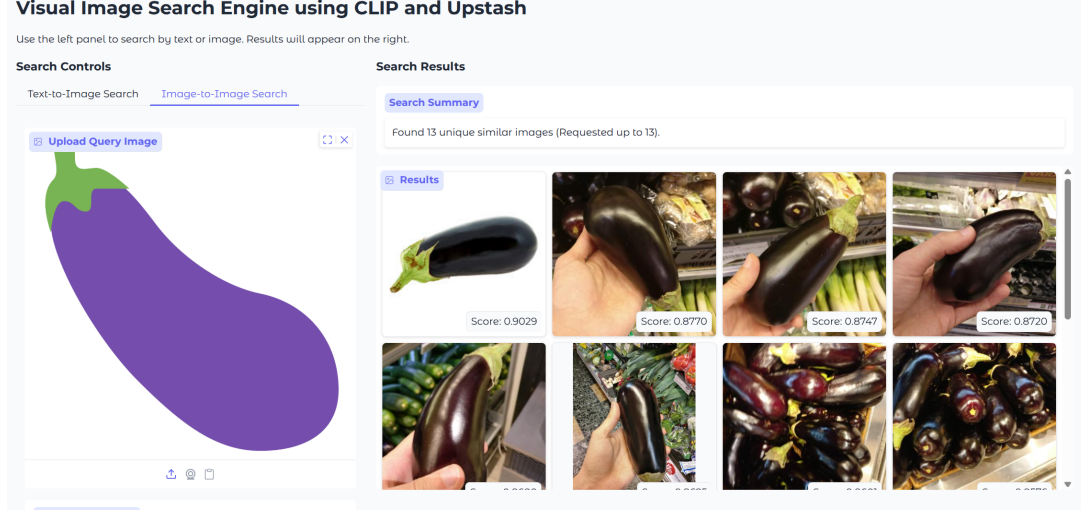 Visual Image Search Engine using CLIP and Upstash
Use the left panel to search by text or image. Results will appear on the right.
Search Controls
Text-to-Image Search
Image-to-Image Search
Upload Query Image
Search Results
Search Summary
Found 13 unique similar images (Requested up to 13).
Results
Score: 0.9029
Score: 0.8770
Score: 0.8747
Score: 0.8720